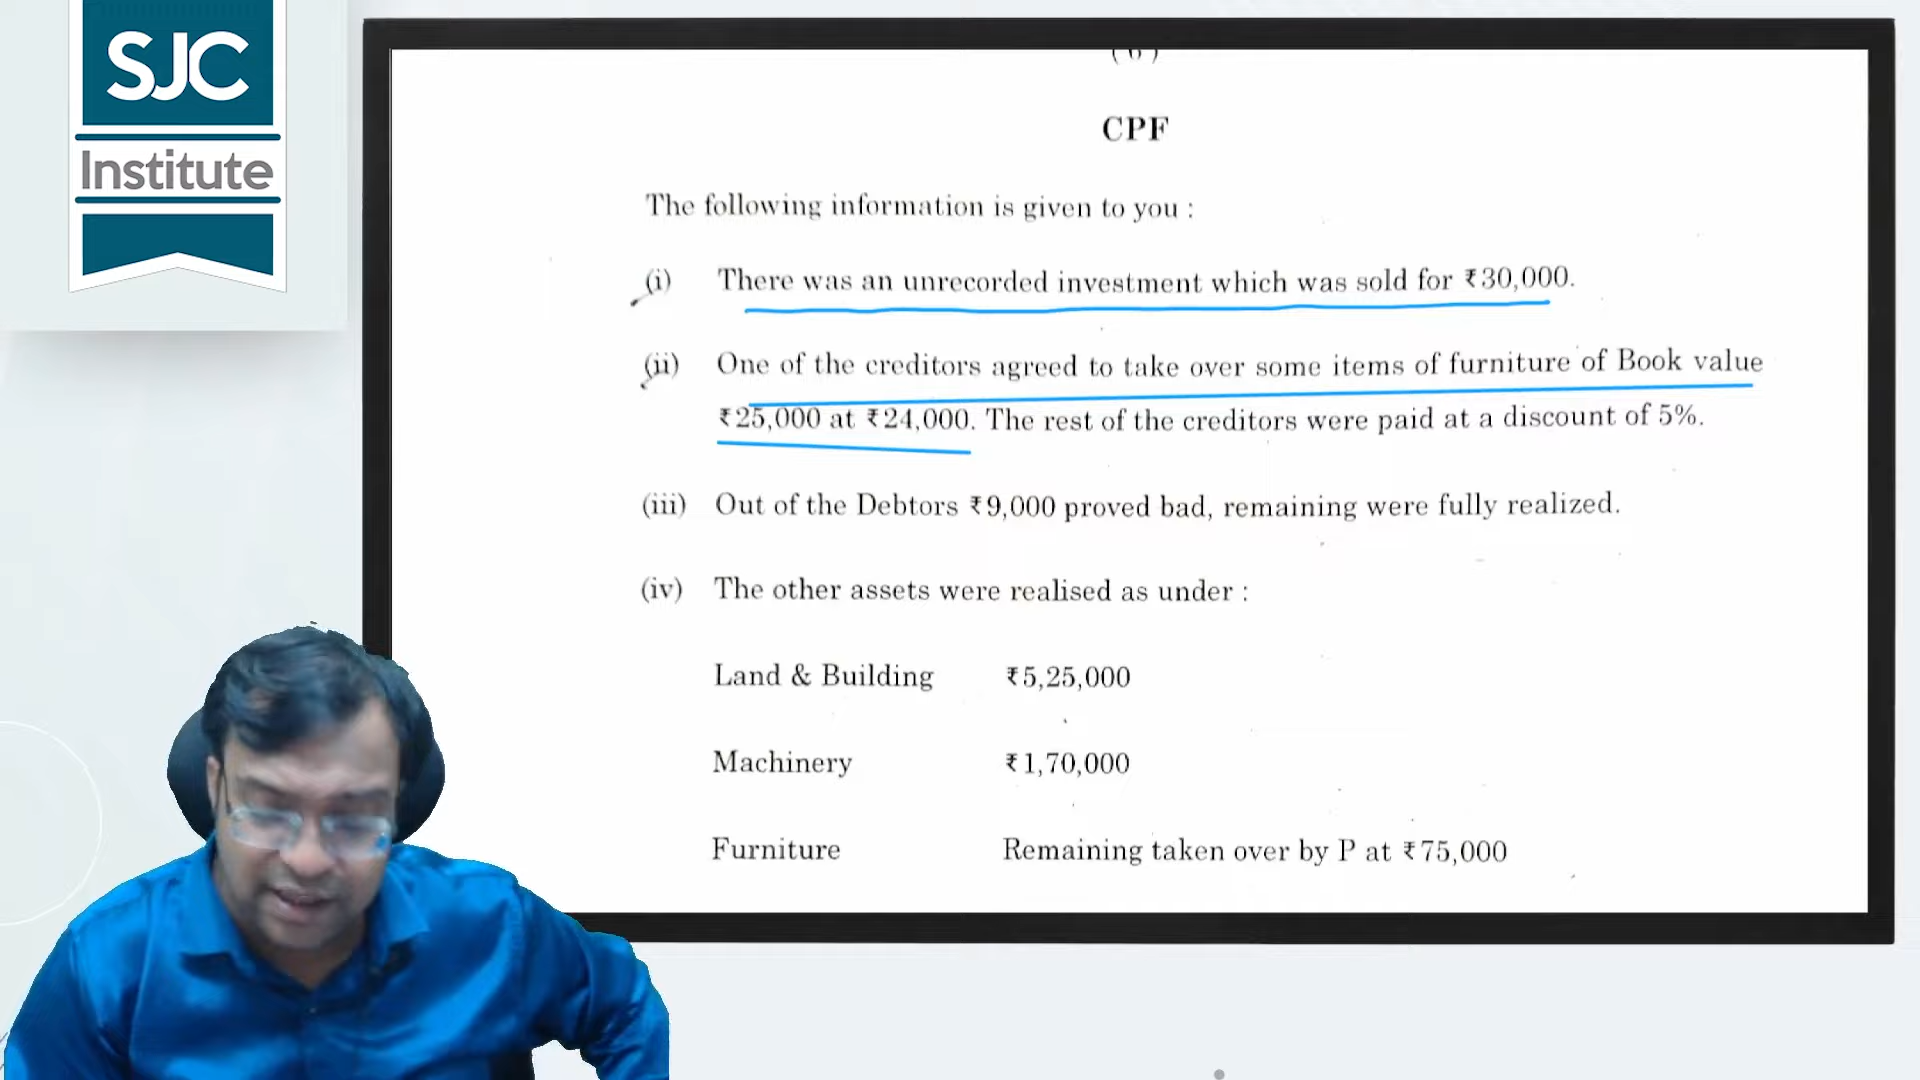 SJC
Institute
CPF
The following information is given to you :
(i) There was an unrecorded investment which was sold for ₹30,000.
(ii) One of the creditors agreed to take over some items of furniture of Book value
₹25,000 at ₹24,000. The rest of the creditors were paid at a discount of 5%.
(iii) Out of the Debtors ₹9,000 proved bad, remaining were fully realized.
(iv) The other assets were realised as under :
Land & Building ₹5,25,000
Machinery ₹1,70,000
Furniture Remaining taken over by P at ₹75,000